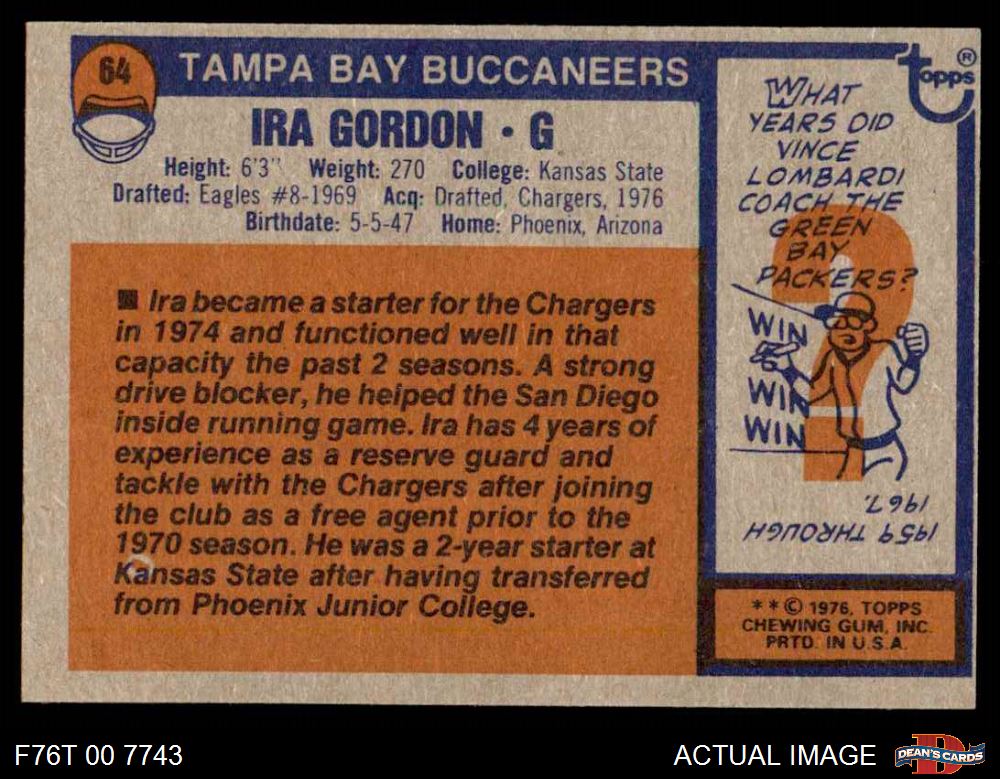 64
TAMPA BAY BUCCANEERS
IRA GORDON · G
Height: 6'3" Weight: 270 College: Kansas State
Drafted: Eagles #8-1969 Acq: Drafted, Chargers, 1976
Birthdate: 5-5-47 Home: Phoenix, Arizona
■ Ira became a starter for the Chargers
in 1974 and functioned well in that
capacity the past 2 seasons. A strong
drive blocker, he helped the San Diego
inside running game. Ira has 4 years of
experience as a reserve guard and
tackle with the Chargers after joining
the club as a free agent prior to the
1970 season. He was a 2-year starter at
Kansas State after having transferred
from Phoenix Junior College.
topps®
WHAT
YEARS DID
VINCE
LOMBARDI
COACH THE
GREEN
BAY
PACKERS?
?
WIN
WIN
WIN
1959 THROUGH
1967.
* * © 1976, TOPPS
CHEWING GUM, INC.
PRTD. IN U.S.A.
F76T 00 7743
ACTUAL IMAGE
D
DEAN'S CARDS